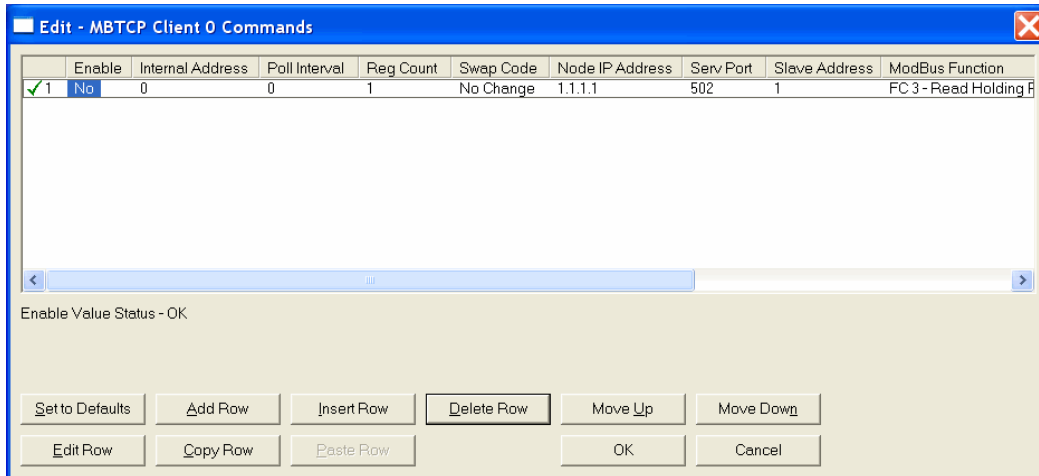 Edit - MBTCP Client 0 Commands
Enable Internal Address Poll Interval Reg Count Swap Code Node IP Address Serv Port Slave Address ModBus Function
1 No 0 0 1 No Change 1.1.1.1 502 1 FC 3 - Read Holding
Enable Value Status - OK
Set to Defaults Add Row Insert Row Delete Row Move Up Move Down
Edit Row Copy Row Paste Row OK Cancel